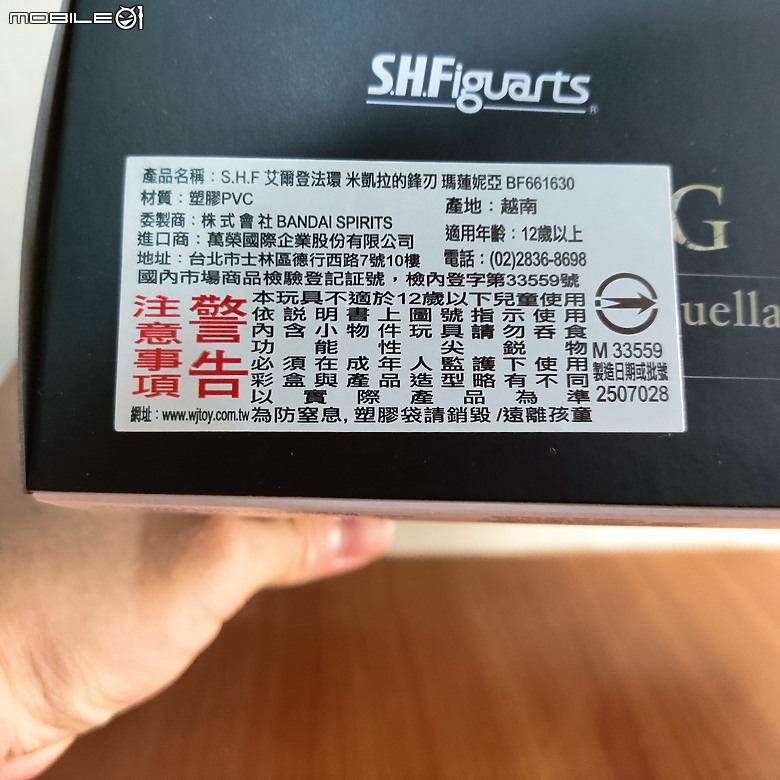 MOBILE01
S.H.Figuarts
產品名稱：S.H.F 艾爾登法環 米凱拉的鋒刃 瑪蓮妮亞 BF661630
材質：塑膠PVC
產地：越南
委製商：株式會社BANDAI SPIRITS
進口商：萬榮國際企業股份有限公司
適用年齡：12歲以上
地址：台北市士林區德行西路7號10樓
電話：(02)2836-8698
國內市場商品檢驗登記証號，檢內登字第33559號
注意事項
警告
本玩具不適於12歲以下兒童使用
依說明書上圖號指示使用
內含小物件玩具請勿吞食
功能性尖銳物
必須在成年人監護下使用
彩盒與產品造型略有不同
以實際產品為準
M 33559
製造日期或批號
2507028
網址：www.wjtoy.com.tw 為防窒息，塑膠袋請銷毀/遠離孩童
G
uella